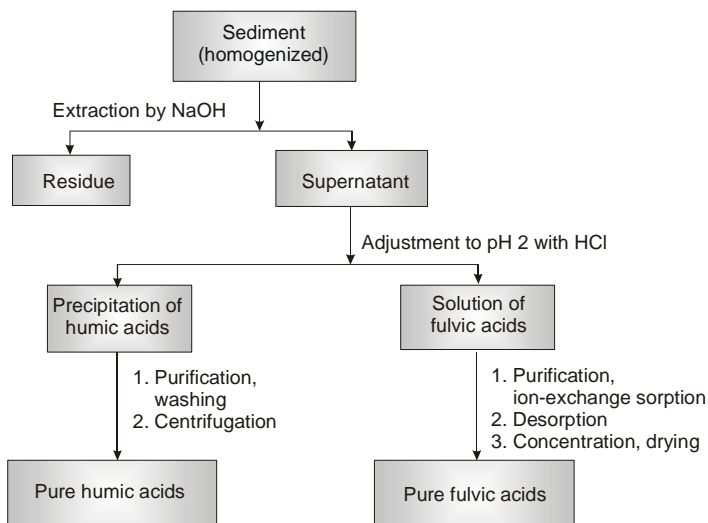 Sediment
(homogenized)
Extraction by NaOH
Residue
Supernatant
Adjustment to pH 2 with HCl
Precipitation of
humic acids
Solution of
fulvic acids
1. Purification,
washing
2. Centrifugation
1. Purification,
ion-exchange sorption
2. Desorption
3. Concentration, drying
Pure humic acids
Pure fulvic acids